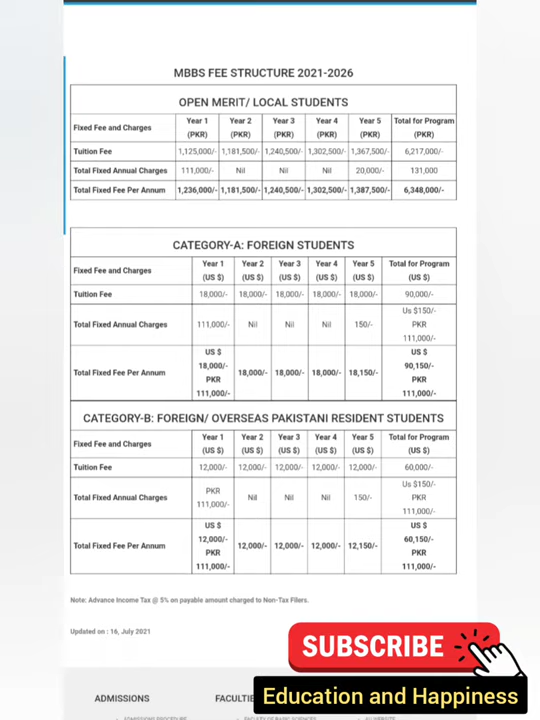 MBBS FEE STRUCTURE 2021-2026
OPEN MERIT/ LOCAL STUDENTS
Fixed Fee and Charges Year 1 (PKR) Year 2 (PKR) Year 3 (PKR) Year 4 (PKR) Year 5 (PKR) Total for Program (PKR)
Tuition Fee 1,125,000/- 1,181,500/- 1,240,500/- 1,302,500/- 1,367,500/- 6,217,000/-
Total Fixed Annual Charges 111,000/- Nil Nil Nil 20,000/- 131,000
Total Fixed Fee Per Annum 1,236,000/- 1,181,500/- 1,240,500/- 1,302,500/- 1,387,500/- 6,348,000/-
CATEGORY-A: FOREIGN STUDENTS
Fixed Fee and Charges Year 1 (US $) Year 2 (US $) Year 3 (US $) Year 4 (US $) Year 5 (US $) Total for Program (US $)
Tuition Fee 18,000/- 18,000/- 18,000/- 18,000/- 18,000/- 90,000/-
Total Fixed Annual Charges 111,000/- Nil Nil Nil 150/- Us $150/- PKR 111,000/-
Total Fixed Fee Per Annum US $ 18,000/- PKR 111,000/- 18,000/- 18,000/- 18,000/- 18,150/- US $ 90,150/- PKR 111,000/-
CATEGORY-B: FOREIGN/ OVERSEAS PAKISTANI RESIDENT STUDENTS
Fixed Fee and Charges Year 1 (US $) Year 2 (US $) Year 3 (US $) Year 4 (US $) Year 5 (US $) Total for Program (US $)
Tuition Fee 12,000/- 12,000/- 12,000/- 12,000/- 12,000/- 60,000/-
Total Fixed Annual Charges PKR 111,000/- Nil Nil Nil 150/- Us $150/- PKR 111,000/-
Total Fixed Fee Per Annum US $ 12,000/- PKR 111,000/- 12,000/- 12,000/- 12,000/- 12,150/- US $ 60,150/- PKR 111,000/-
Note: Advance Income Tax @ 5% on payable amount charged to Non-Tax Filers.
Updated on : 16, July 2021
SUBSCRIBE
Education and Happiness
ADMISSIONS FACULTIE